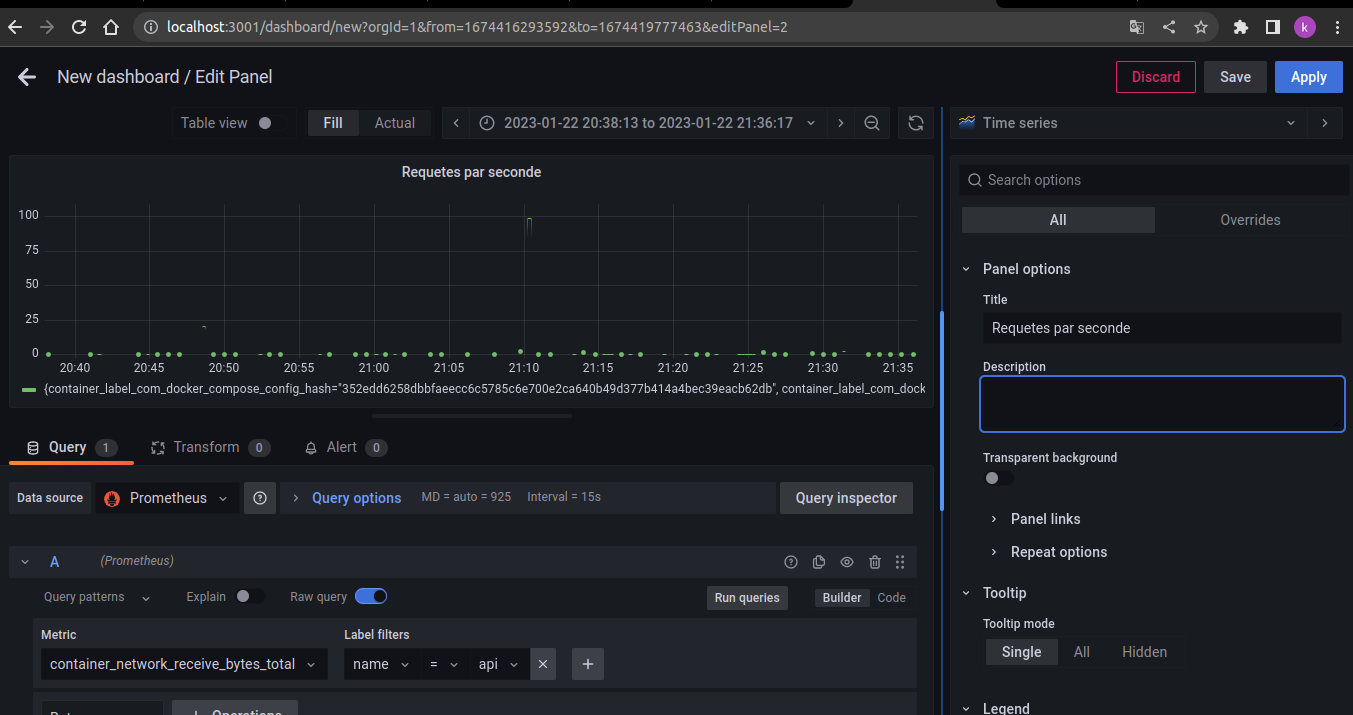 localhost:3001/dashboard/new?orgId=1&from=1674416293592&to=1674419777463&editPanel=2
k
New dashboard / Edit Panel
Discard
Save
Apply
Table view
Fill
Actual
2023-01-22 20:38:13 to 2023-01-22 21:36:17
Time series
Requetes par seconde
100
75
50
25
0
20:40
20:45
20:50
20:55
21:00
21:05
21:10
21:15
21:20
21:25
21:30
21:35
{container_label_com_docker_compose_config_hash="352edd6258dbbfaeecc6c5785c6e700e2ca640b49d377b414a4bec39eacb62db", container_label_com_dock
Search options
All
Overrides
Panel options
Title
Requetes par seconde
Description
Transparent background
Panel links
Repeat options
Tooltip
Tooltip mode
Single
All
Hidden
Legend
Query 1
Transform 0
Alert 0
Data source
Prometheus
Query options
MD = auto = 925
Interval = 15s
Query inspector
A
(Prometheus)
Query patterns
Explain
Raw query
Run queries
Builder
Code
Metric
Label filters
container_network_receive_bytes_total
name
=
api
+
+ Operations